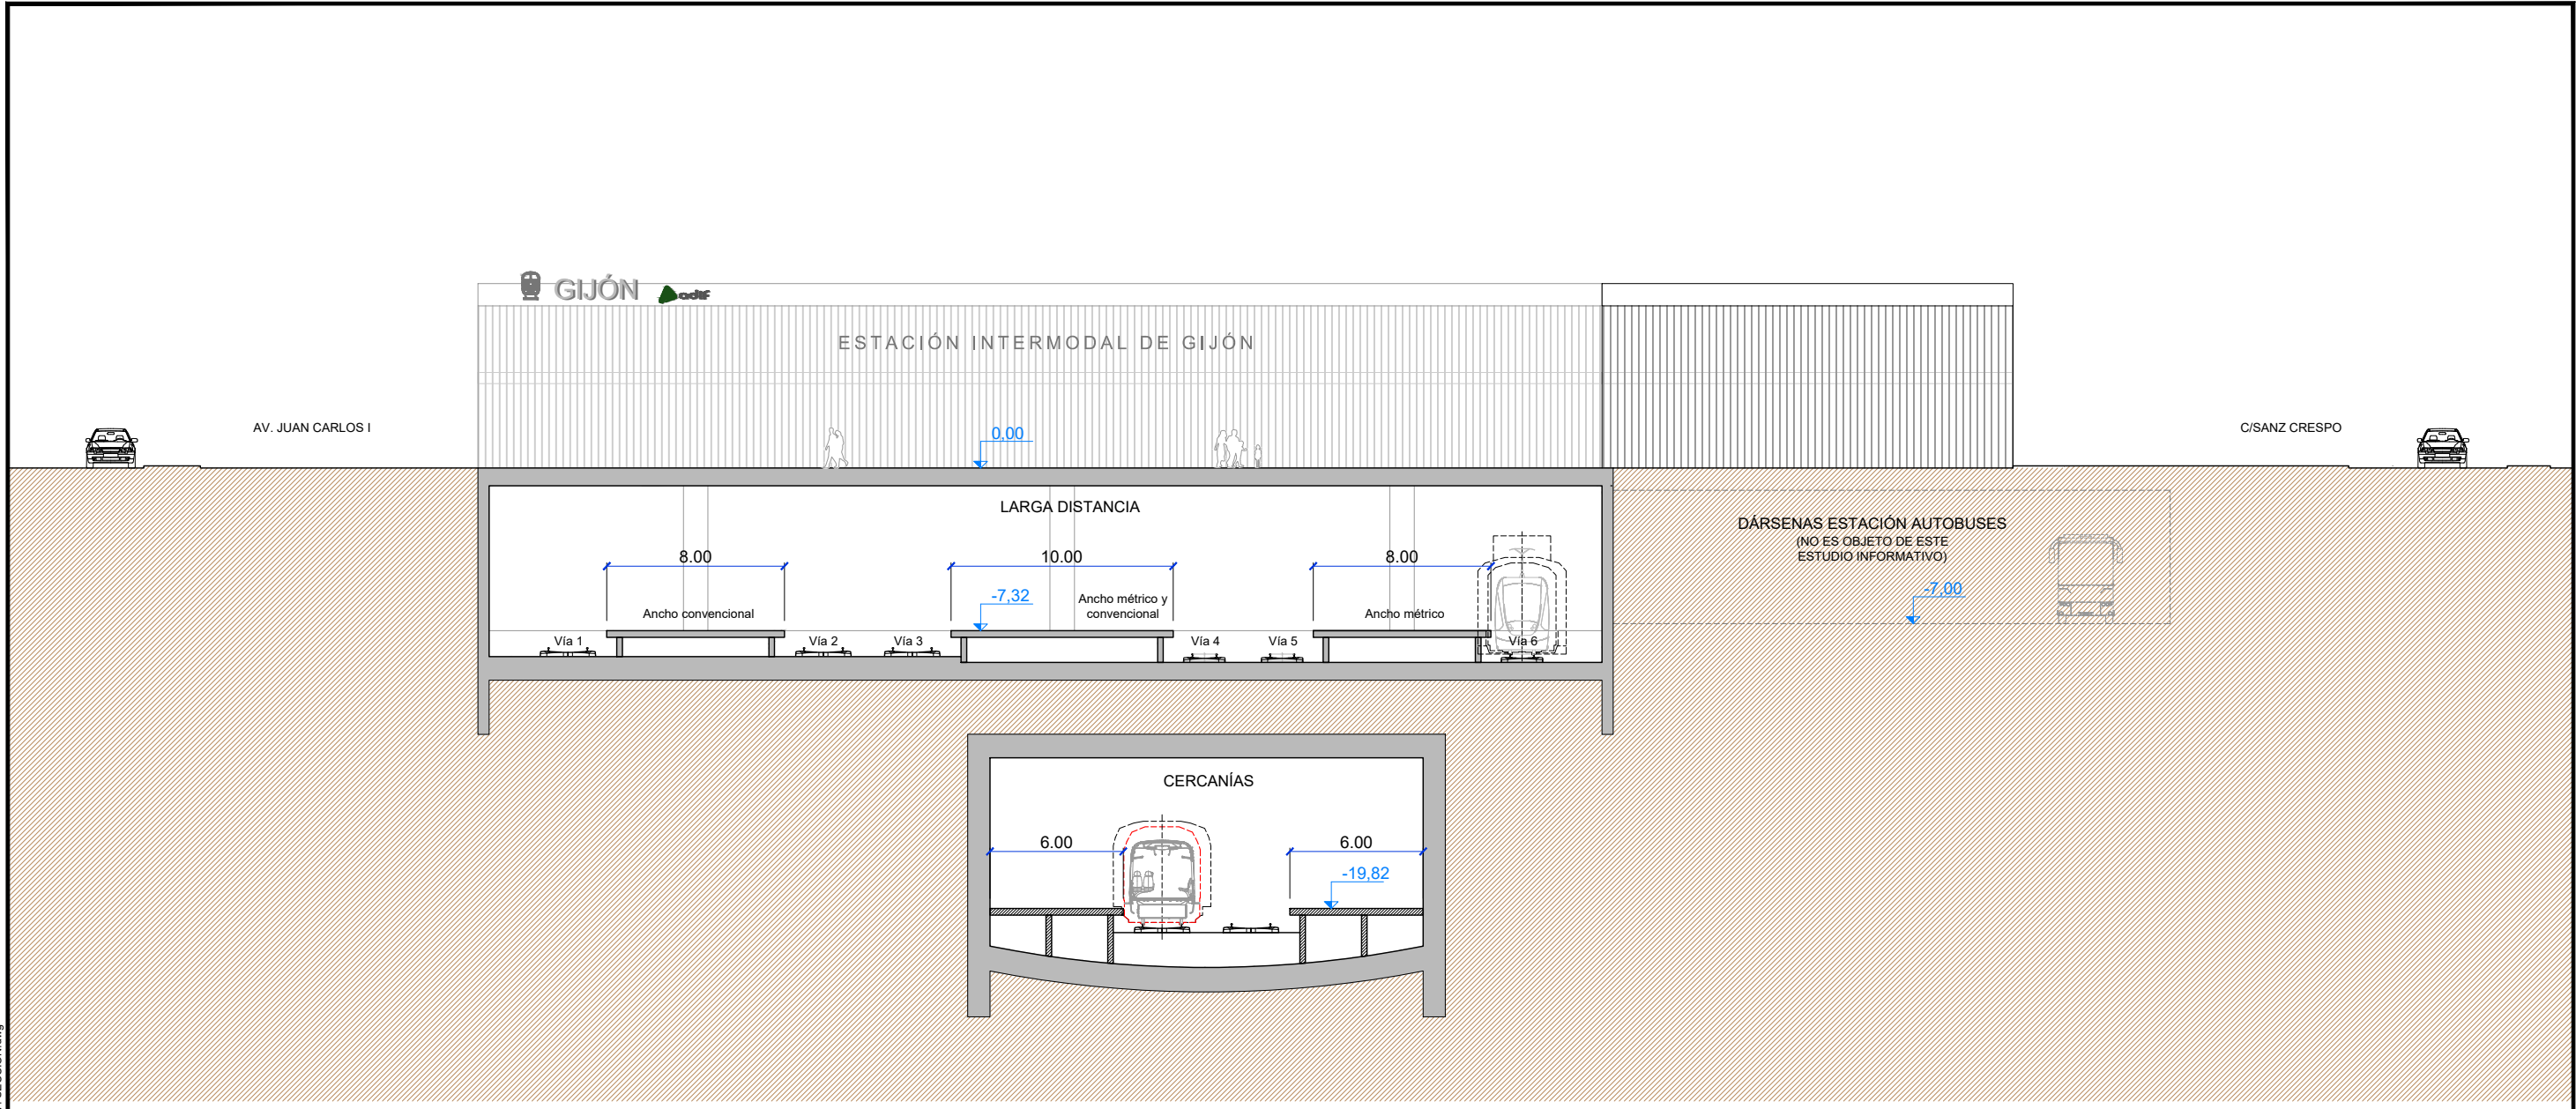 GIJÓN
adif
ESTACIÓN INTERMODAL DE GIJÓN
AV. JUAN CARLOS I
0,00
C/SANZ CRESPO
LARGA DISTANCIA
DÁRSENAS ESTACIÓN AUTOBUSES
(NO ES OBJETO DE ESTE
ESTUDIO INFORMATIVO)
-7,00
8.00
10.00
8.00
-7,32
Ancho convencional
Ancho métrico y
convencional
Ancho métrico
Vía 1
Vía 2
Vía 3
Vía 4
Vía 5
Vía 6
CERCANÍAS
6.00
6.00
-19,82